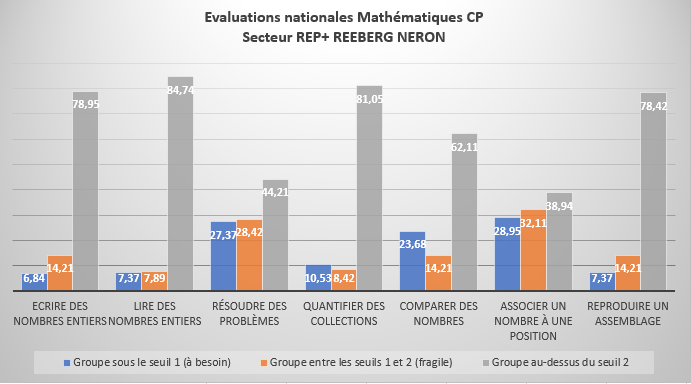 Evaluations nationales Mathématiques CP
Secteur REP+ REEBERG NERON
6,84
14,21
78,95
7,37
7,89
84,74
27,37
28,42
44,21
10,53
8,42
81,05
23,68
14,21
62,11
28,95
32,11
38,94
7,37
14,21
78,42
ECRIRE DES
NOMBRES ENTIERS
LIRE DES
NOMBRES ENTIERS
RÉSOUDRE DES
PROBLÈMES
QUANTIFIER DES
COLLECTIONS
COMPARER DES
NOMBRES
ASSOCIER UN
NOMBRE À UNE
POSITION
REPRODUIRE UN
ASSEMBLAGE
Groupe sous le seuil 1 (à besoin)
Groupe entre les seuils 1 et 2 (fragile)
Groupe au-dessus du seuil 2